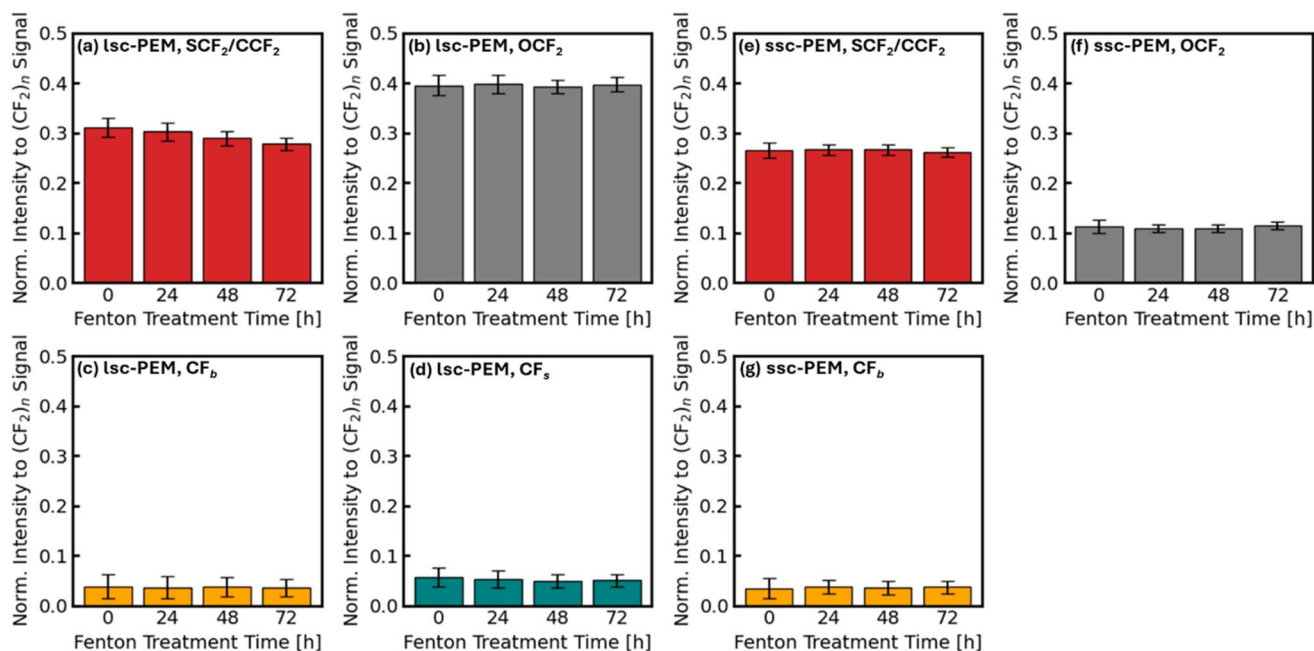 (a) lsc-PEM, SCF₂/CCF₂
Norm. Intensity to (CF₂)ₙ Signal
0.5
0.4
0.3
0.2
0.1
0.0
0 24 48 72
Fenton Treatment Time [h]
(b) lsc-PEM, OCF₂
Norm. Intensity to (CF₂)ₙ Signal
0.5
0.4
0.3
0.2
0.1
0.0
0 24 48 72
Fenton Treatment Time [h]
(e) ssc-PEM, SCF₂/CCF₂
Norm. Intensity to (CF₂)ₙ Signal
0.5
0.4
0.3
0.2
0.1
0.0
0 24 48 72
Fenton Treatment Time [h]
(f) ssc-PEM, OCF₂
Norm. Intensity to (CF₂)ₙ Signal
0.5
0.4
0.3
0.2
0.1
0.0
0 24 48 72
Fenton Treatment Time [h]
(c) lsc-PEM, CF_b
Norm. Intensity to (CF₂)ₙ Signal
0.5
0.4
0.3
0.2
0.1
0.0
0 24 48 72
Fenton Treatment Time [h]
(d) lsc-PEM, CFₛ
Norm. Intensity to (CF₂)ₙ Signal
0.5
0.4
0.3
0.2
0.1
0.0
0 24 48 72
Fenton Treatment Time [h]
(g) ssc-PEM, CF_b
Norm. Intensity to (CF₂)ₙ Signal
0.5
0.4
0.3
0.2
0.1
0.0
0 24 48 72
Fenton Treatment Time [h]